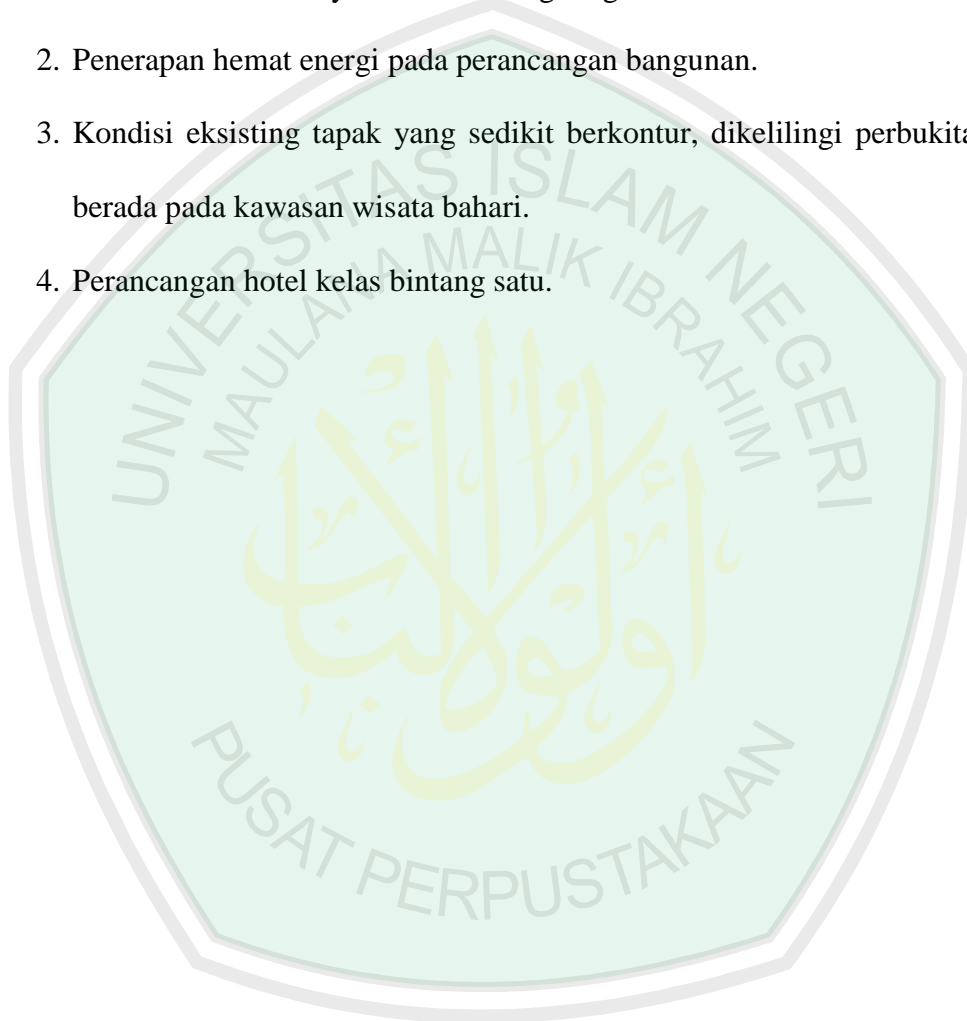 2. Penerapan hemat energi pada perancangan bangunan.
3. Kondisi eksisting tapak yang sedikit berkontur, dikelilingi perbukita
berada pada kawasan wisata bahari.
4. Perancangan hotel kelas bintang satu.
UNIVERSITAS ISLAM NEGERI
MAULANA MALIK IBRAHIM
PUSAT PERPUSTAKAAN